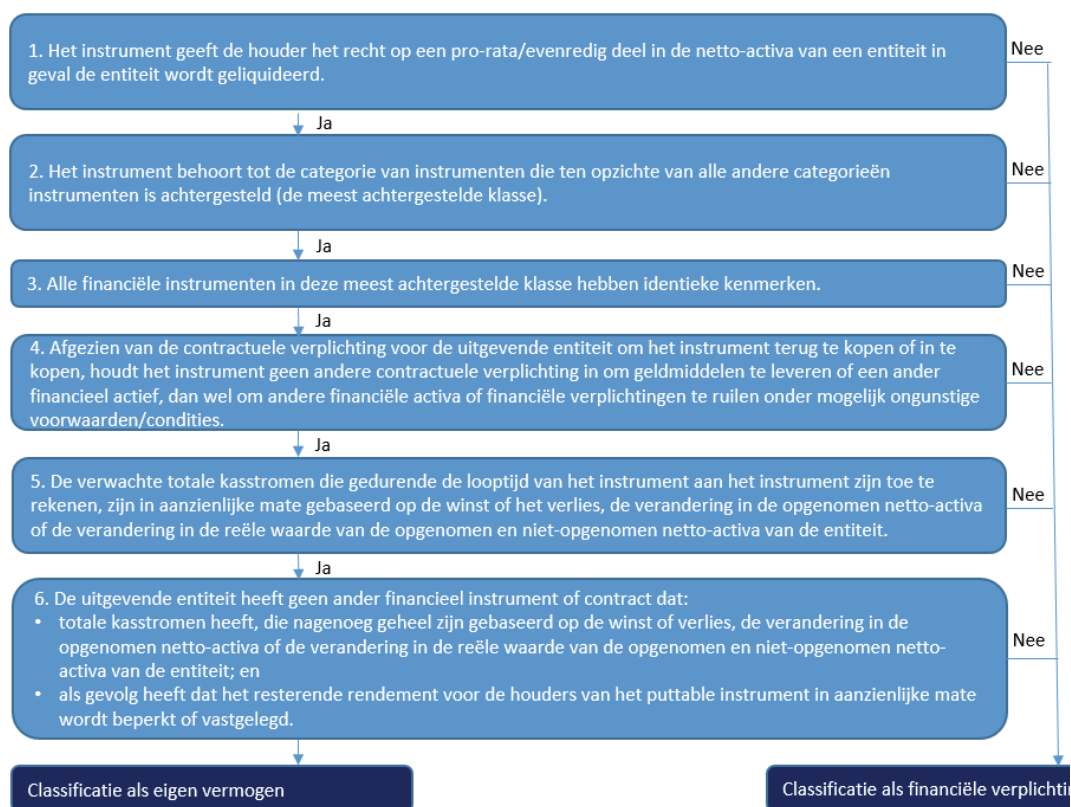 1. Het instrument geeft de houder het recht op een pro-rata/evenredig deel in de netto-activa van een entiteit in
geval de entiteit wordt geliquideerd.
Nee
Ja
2. Het instrument behoort tot de categorie van instrumenten die ten opzichte van alle andere categorieën
instrumenten is achtergesteld (de meest achtergestelde klasse).
Nee
Ja
3. Alle financiële instrumenten in deze meest achtergestelde klasse hebben identieke kenmerken.
Nee
Ja
4. Afgezien van de contractuele verplichting voor de uitgevende entiteit om het instrument terug te kopen of in te
kopen, houdt het instrument geen andere contractuele verplichting in om geldmiddelen te leveren of een ander
financieel actief, dan wel om andere financiële activa of financiële verplichtingen te ruilen onder mogelijk ongunstige
voorwaarden/condities.
Nee
Ja
5. De verwachte totale kasstromen die gedurende de looptijd van het instrument aan het instrument zijn toe te
rekenen, zijn in aanzienlijke mate gebaseerd op de winst of het verlies, de verandering in de opgenomen netto-activa
of de verandering in de reële waarde van de opgenomen en niet-opgenomen netto-activa van de entiteit.
Nee
Ja
6. De uitgevende entiteit heeft geen ander financieel instrument of contract dat:
• totale kasstromen heeft, die nagenoeg geheel zijn gebaseerd op de winst of verlies, de verandering in de
opgenomen netto-activa of de verandering in de reële waarde van de opgenomen en niet-opgenomen netto-
activa van de entiteit; en
• als gevolg heeft dat het resterende rendement voor de houders van het puttable instrument in aanzienlijke mate
wordt beperkt of vastgelegd.
Nee
Classificatie als eigen vermogen
Classificatie als financiële